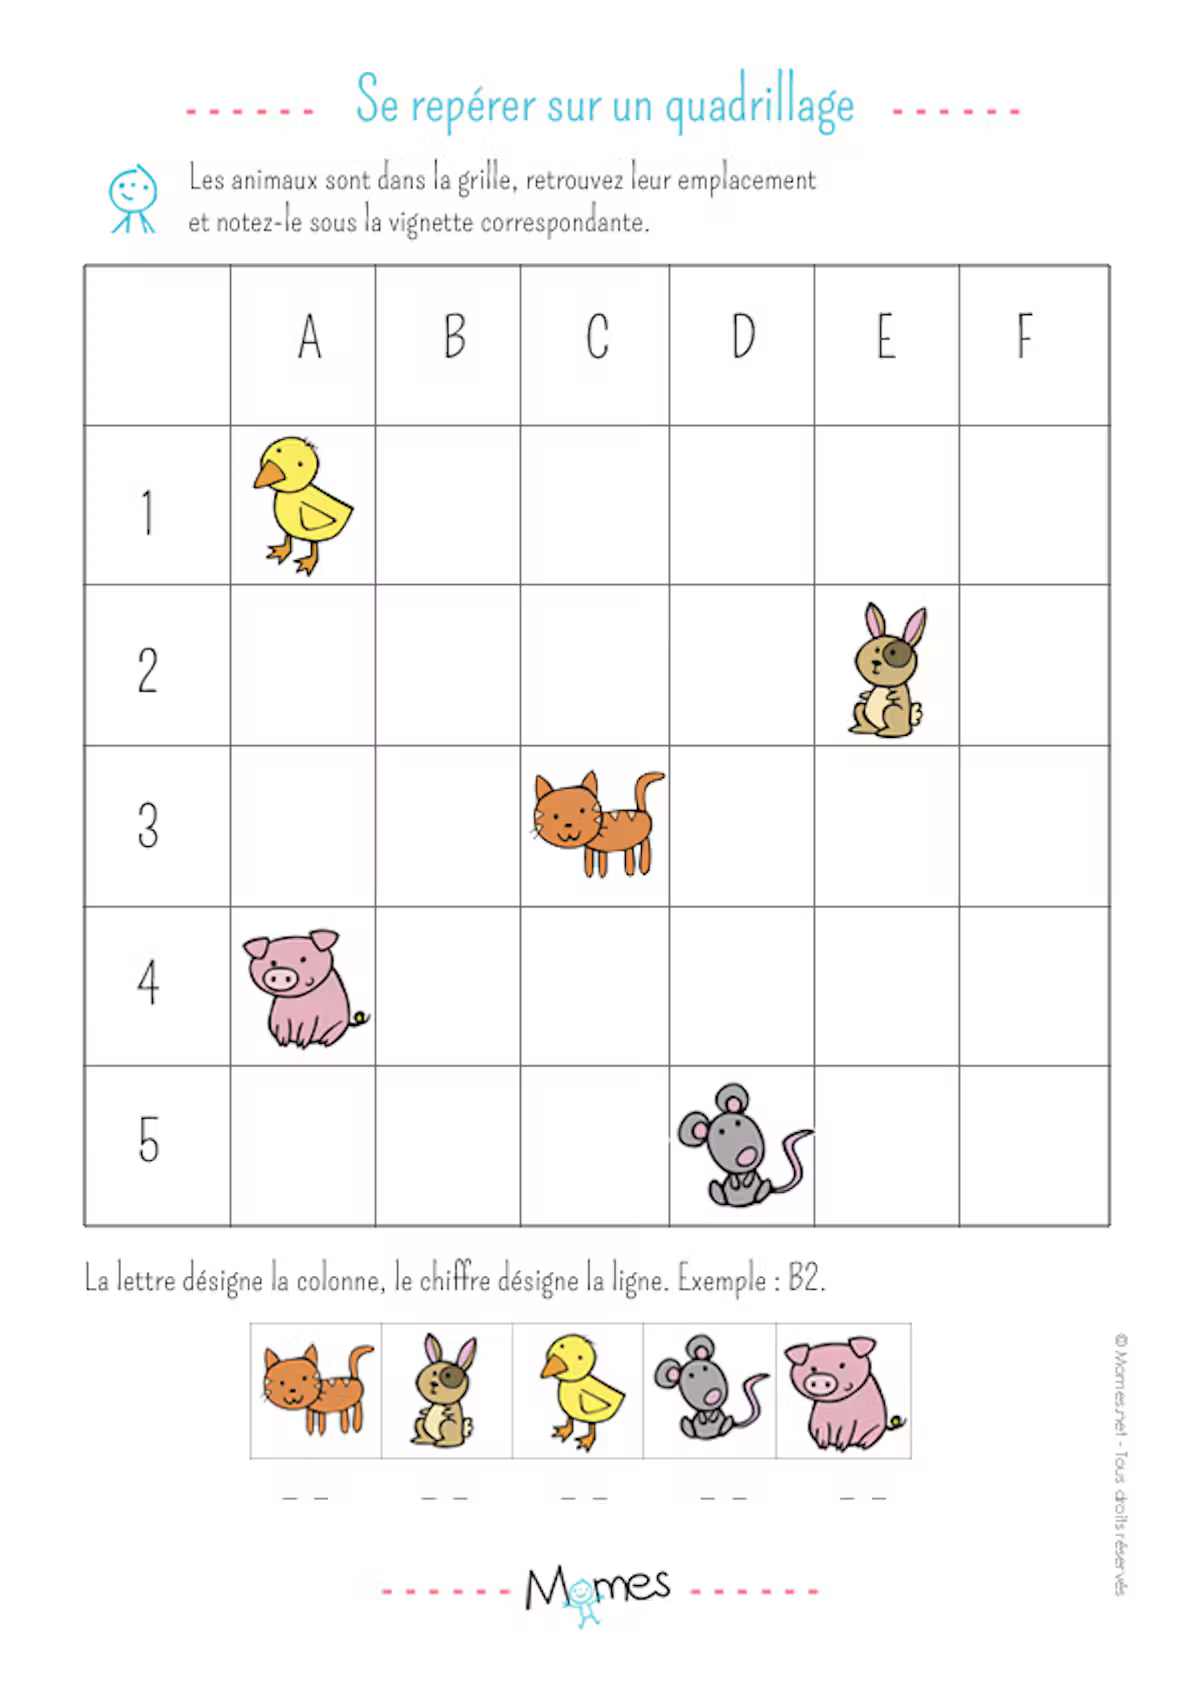 Se repérer sur un quadrillage
Les animaux sont dans la grille, retrouvez leur emplacement
et notez-le sous la vignette correspondante.
A B C D E F
1
2
3
4
5
La lettre désigne la colonne, le chiffre désigne la ligne. Exemple : B2.
© Momes.net - Tous droits réservés
Momes